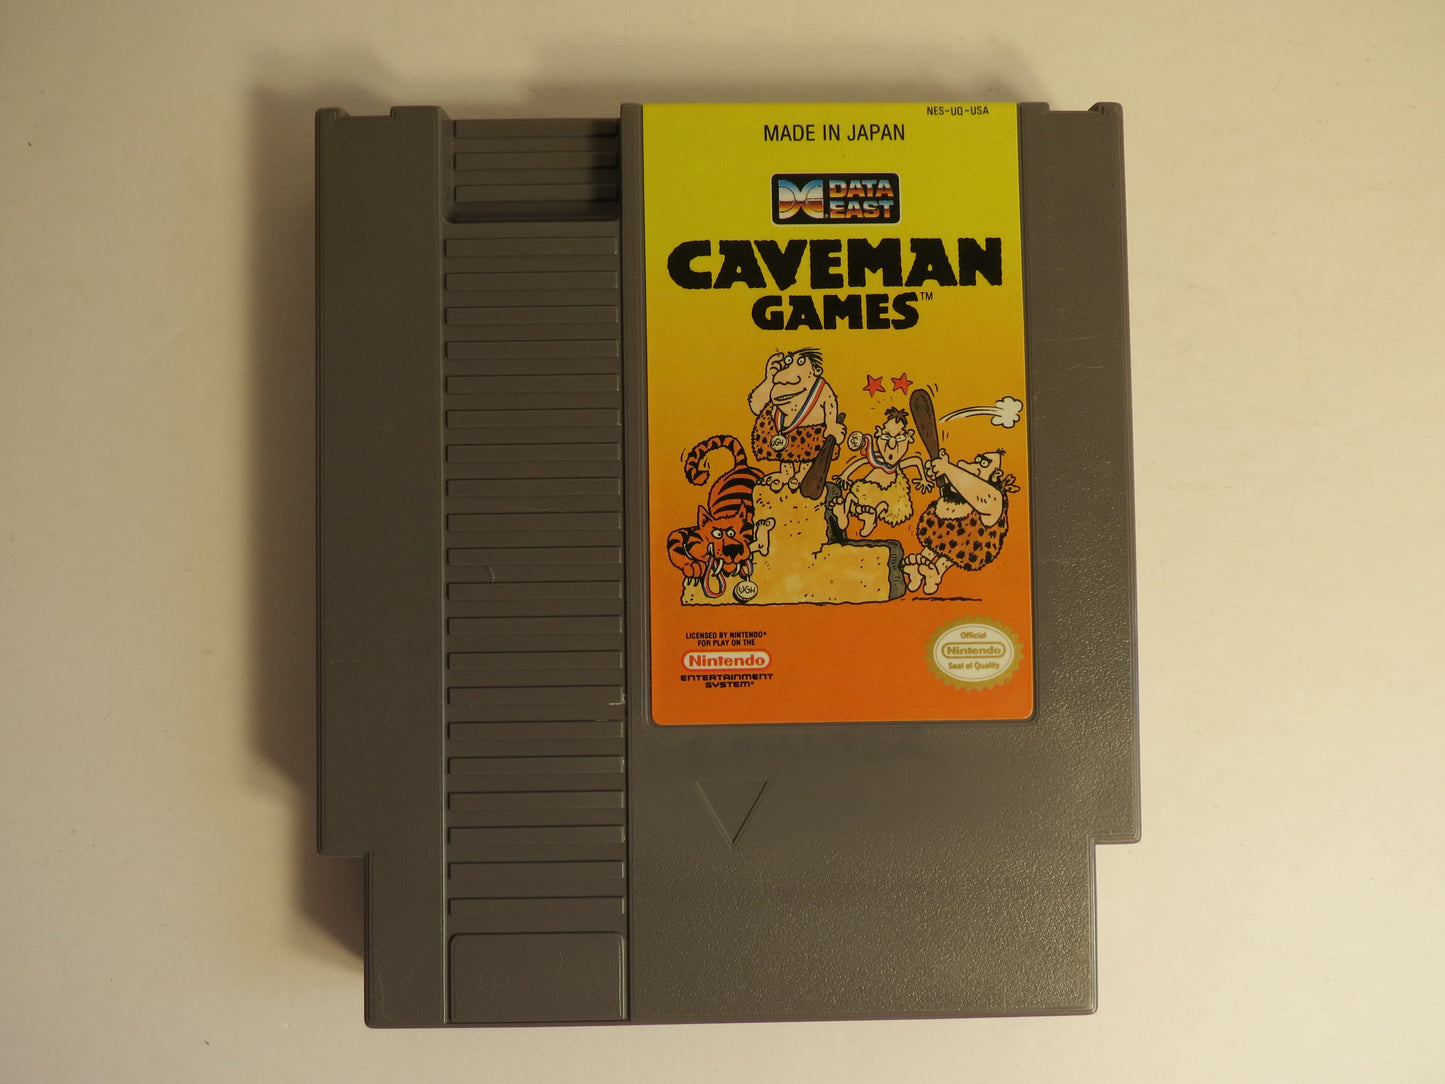 NES-UQ-USA
MADE IN JAPAN
DATA
EAST
CAVEMAN
GAMES™
UGH
UGH
LICENSED BY NINTENDO®
FOR PLAY ON THE
Nintendo
ENTERTAINMENT
SYSTEM®
Official
Nintendo
Seal of Quality